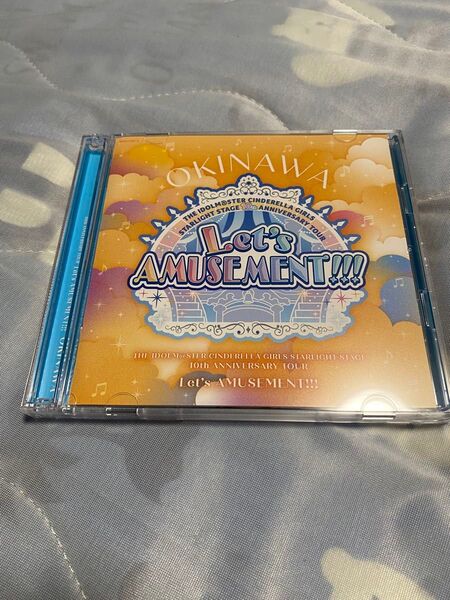 OKINAWA
THE IDOLM@STER CINDERELLA GIRLS
STARLIGHT STAGE 10th ANNIVERSARY TOUR
Let's
AMUSEMENT!!!
THE IDOLM@STER CINDERELLA GIRLS STARLIGHT STAGE
10th ANNIVERSARY TOUR
Let's AMUSEMENT!!!